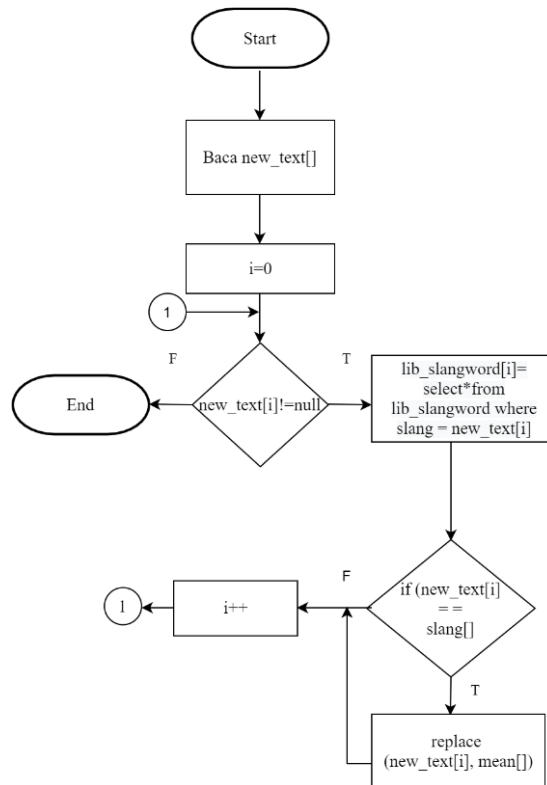 Start
Baca new_text[]
i=0
1
F
T
End
new_text[i]!=null
lib_slangword[i]=
select*from
lib_slangword where
slang = new_text[i]
F
if (new_text[i]
= =
slang[]
i++
1
T
replace
(new_text[i], mean[])